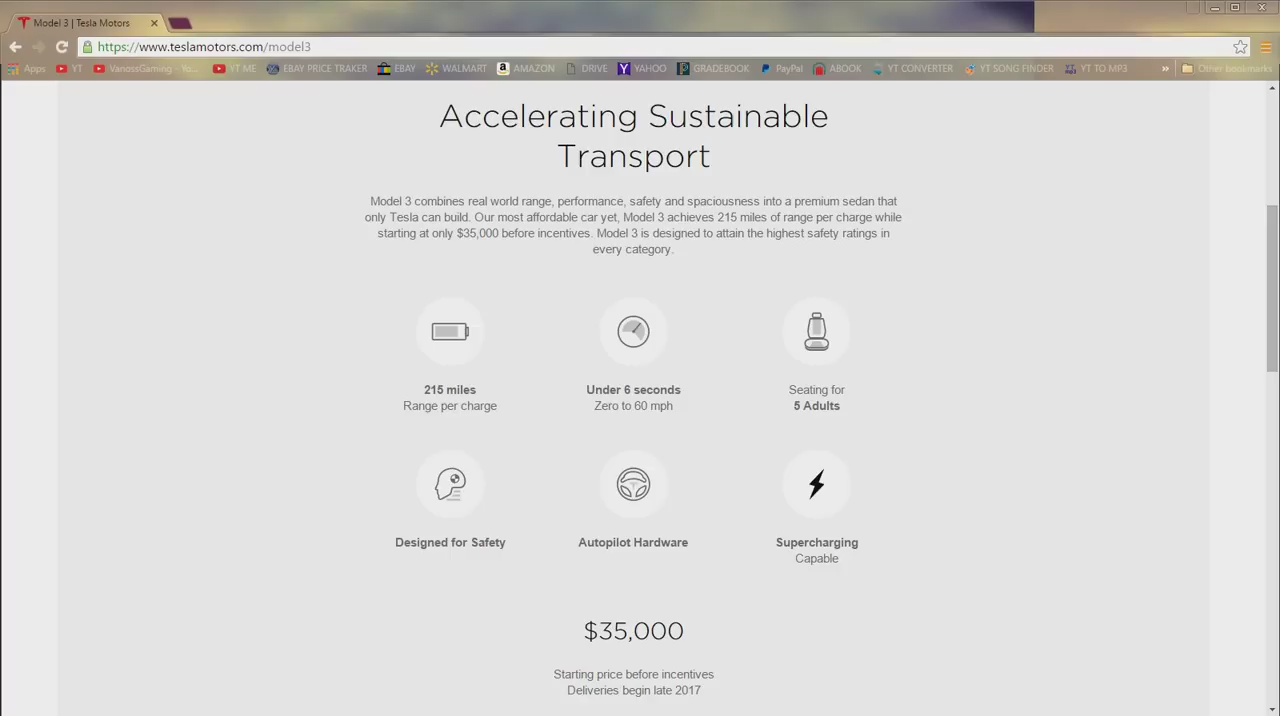 Model 3 | Tesla Motors
https://www.teslamotors.com/model3
Apps YT VanossGaming - Yo... YT ME EBAY PRICE TRAKER EBAY WALMART AMAZON DRIVE YAHOO GRADEBOOK PayPal ABOOK YT CONVERTER YT SONG FINDER YT TO MP3 » Other bookmarks
Accelerating Sustainable
Transport
Model 3 combines real world range, performance, safety and spaciousness into a premium sedan that
only Tesla can build. Our most affordable car yet, Model 3 achieves 215 miles of range per charge while
starting at only $35,000 before incentives. Model 3 is designed to attain the highest safety ratings in
every category.
215 miles
Range per charge
Under 6 seconds
Zero to 60 mph
Seating for
5 Adults
Designed for Safety
Autopilot Hardware
Supercharging
Capable
$35,000
Starting price before incentives
Deliveries begin late 2017